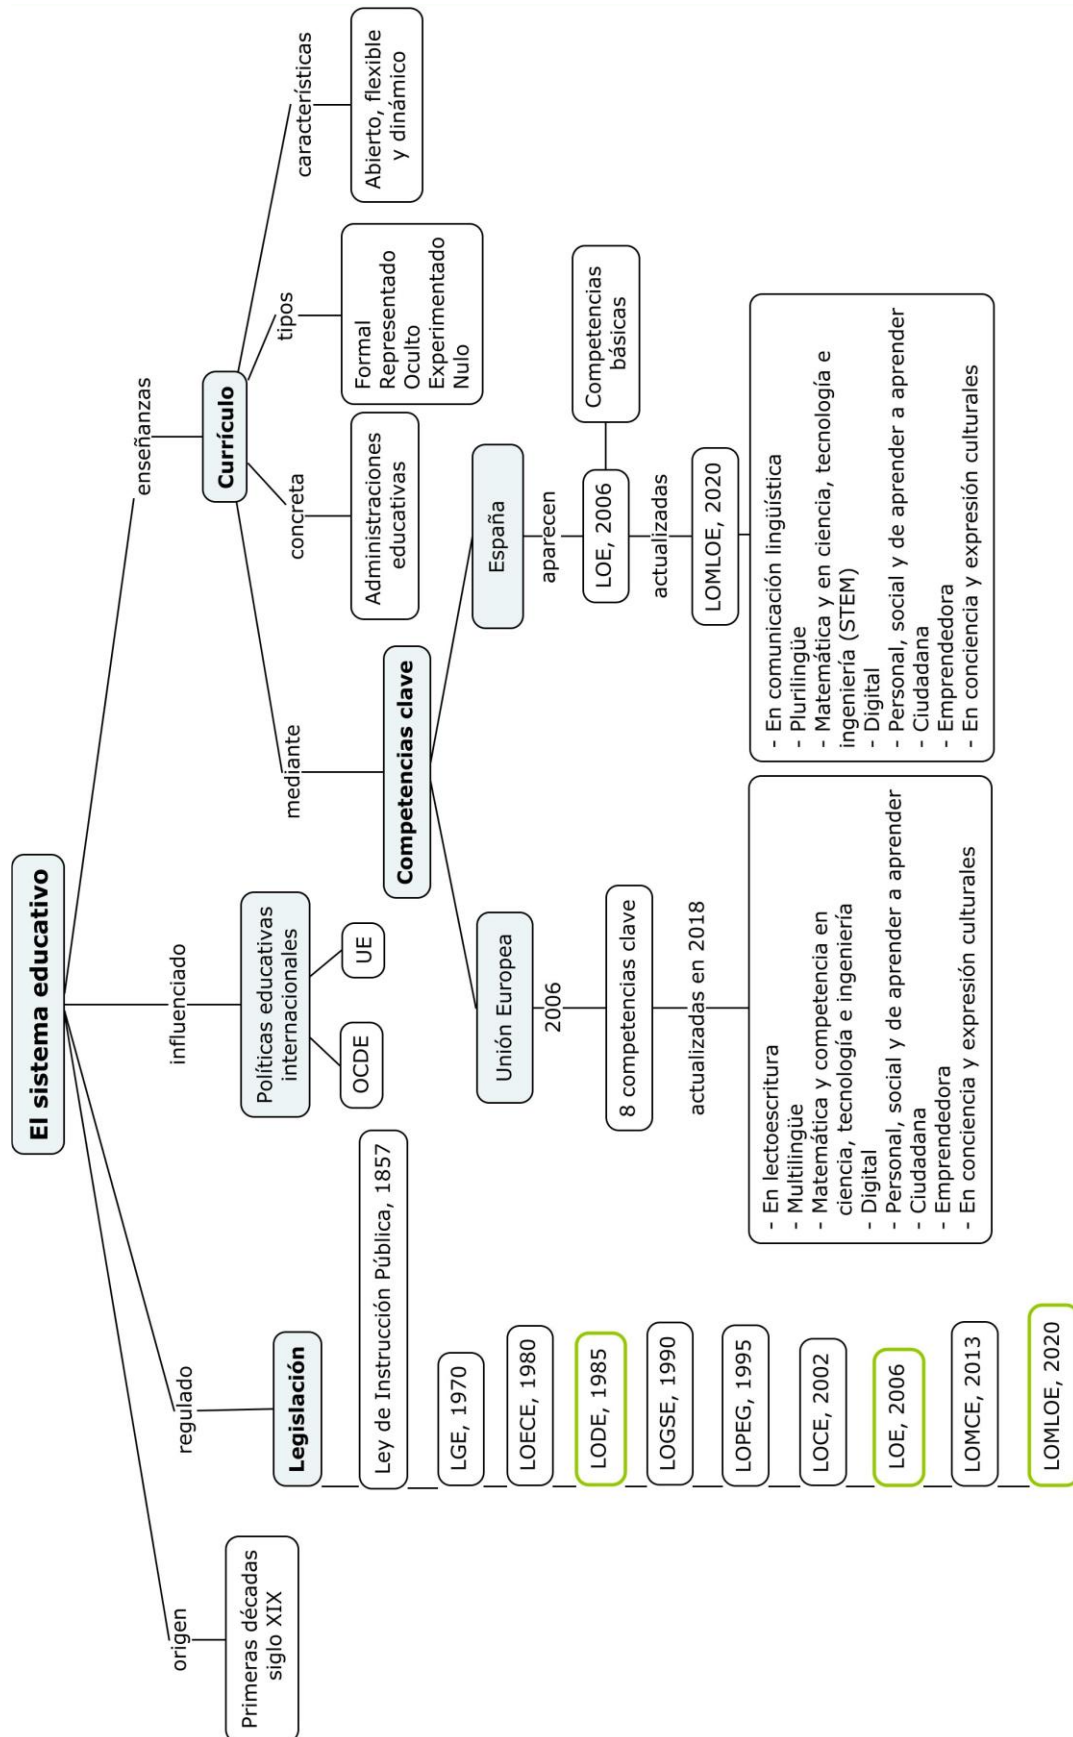 El sistema educativo
origen
Primeras décadas
siglo XIX
regulado
Legislación
Ley de Instrucción Pública, 1857
LGE, 1970
LOECE, 1980
LODE, 1985
LOGSE, 1990
LOPEG, 1995
LOCE, 2002
LOE, 2006
LOMCE, 2013
LOMLOE, 2020
influenciado
Políticas educativas
internacionales
OCDE
UE
enseñanzas
Currículo
mediante
Competencias clave
Unión Europea
2006
8 competencias clave
actualizadas en 2018
- En lectoescritura
- Multilingüe
- Matemática y competencia en
ciencia, tecnología e ingeniería
- Digital
- Personal, social y de aprender a aprender
- Ciudadana
- Emprendedora
- En conciencia y expresión culturales
España
aparecen
LOE, 2006
Competencias
básicas
actualizadas
LOMLOE, 2020
- En comunicación lingüística
- Plurilingüe
- Matemática y en ciencia, tecnología e
ingeniería (STEM)
- Digital
- Personal, social y de aprender a aprender
- Ciudadana
- Emprendedora
- En conciencia y expresión culturales
concreta
Administraciones
educativas
tipos
Formal
Representado
Oculto
Experimentado
Nulo
características
Abierto, flexible
y dinámico